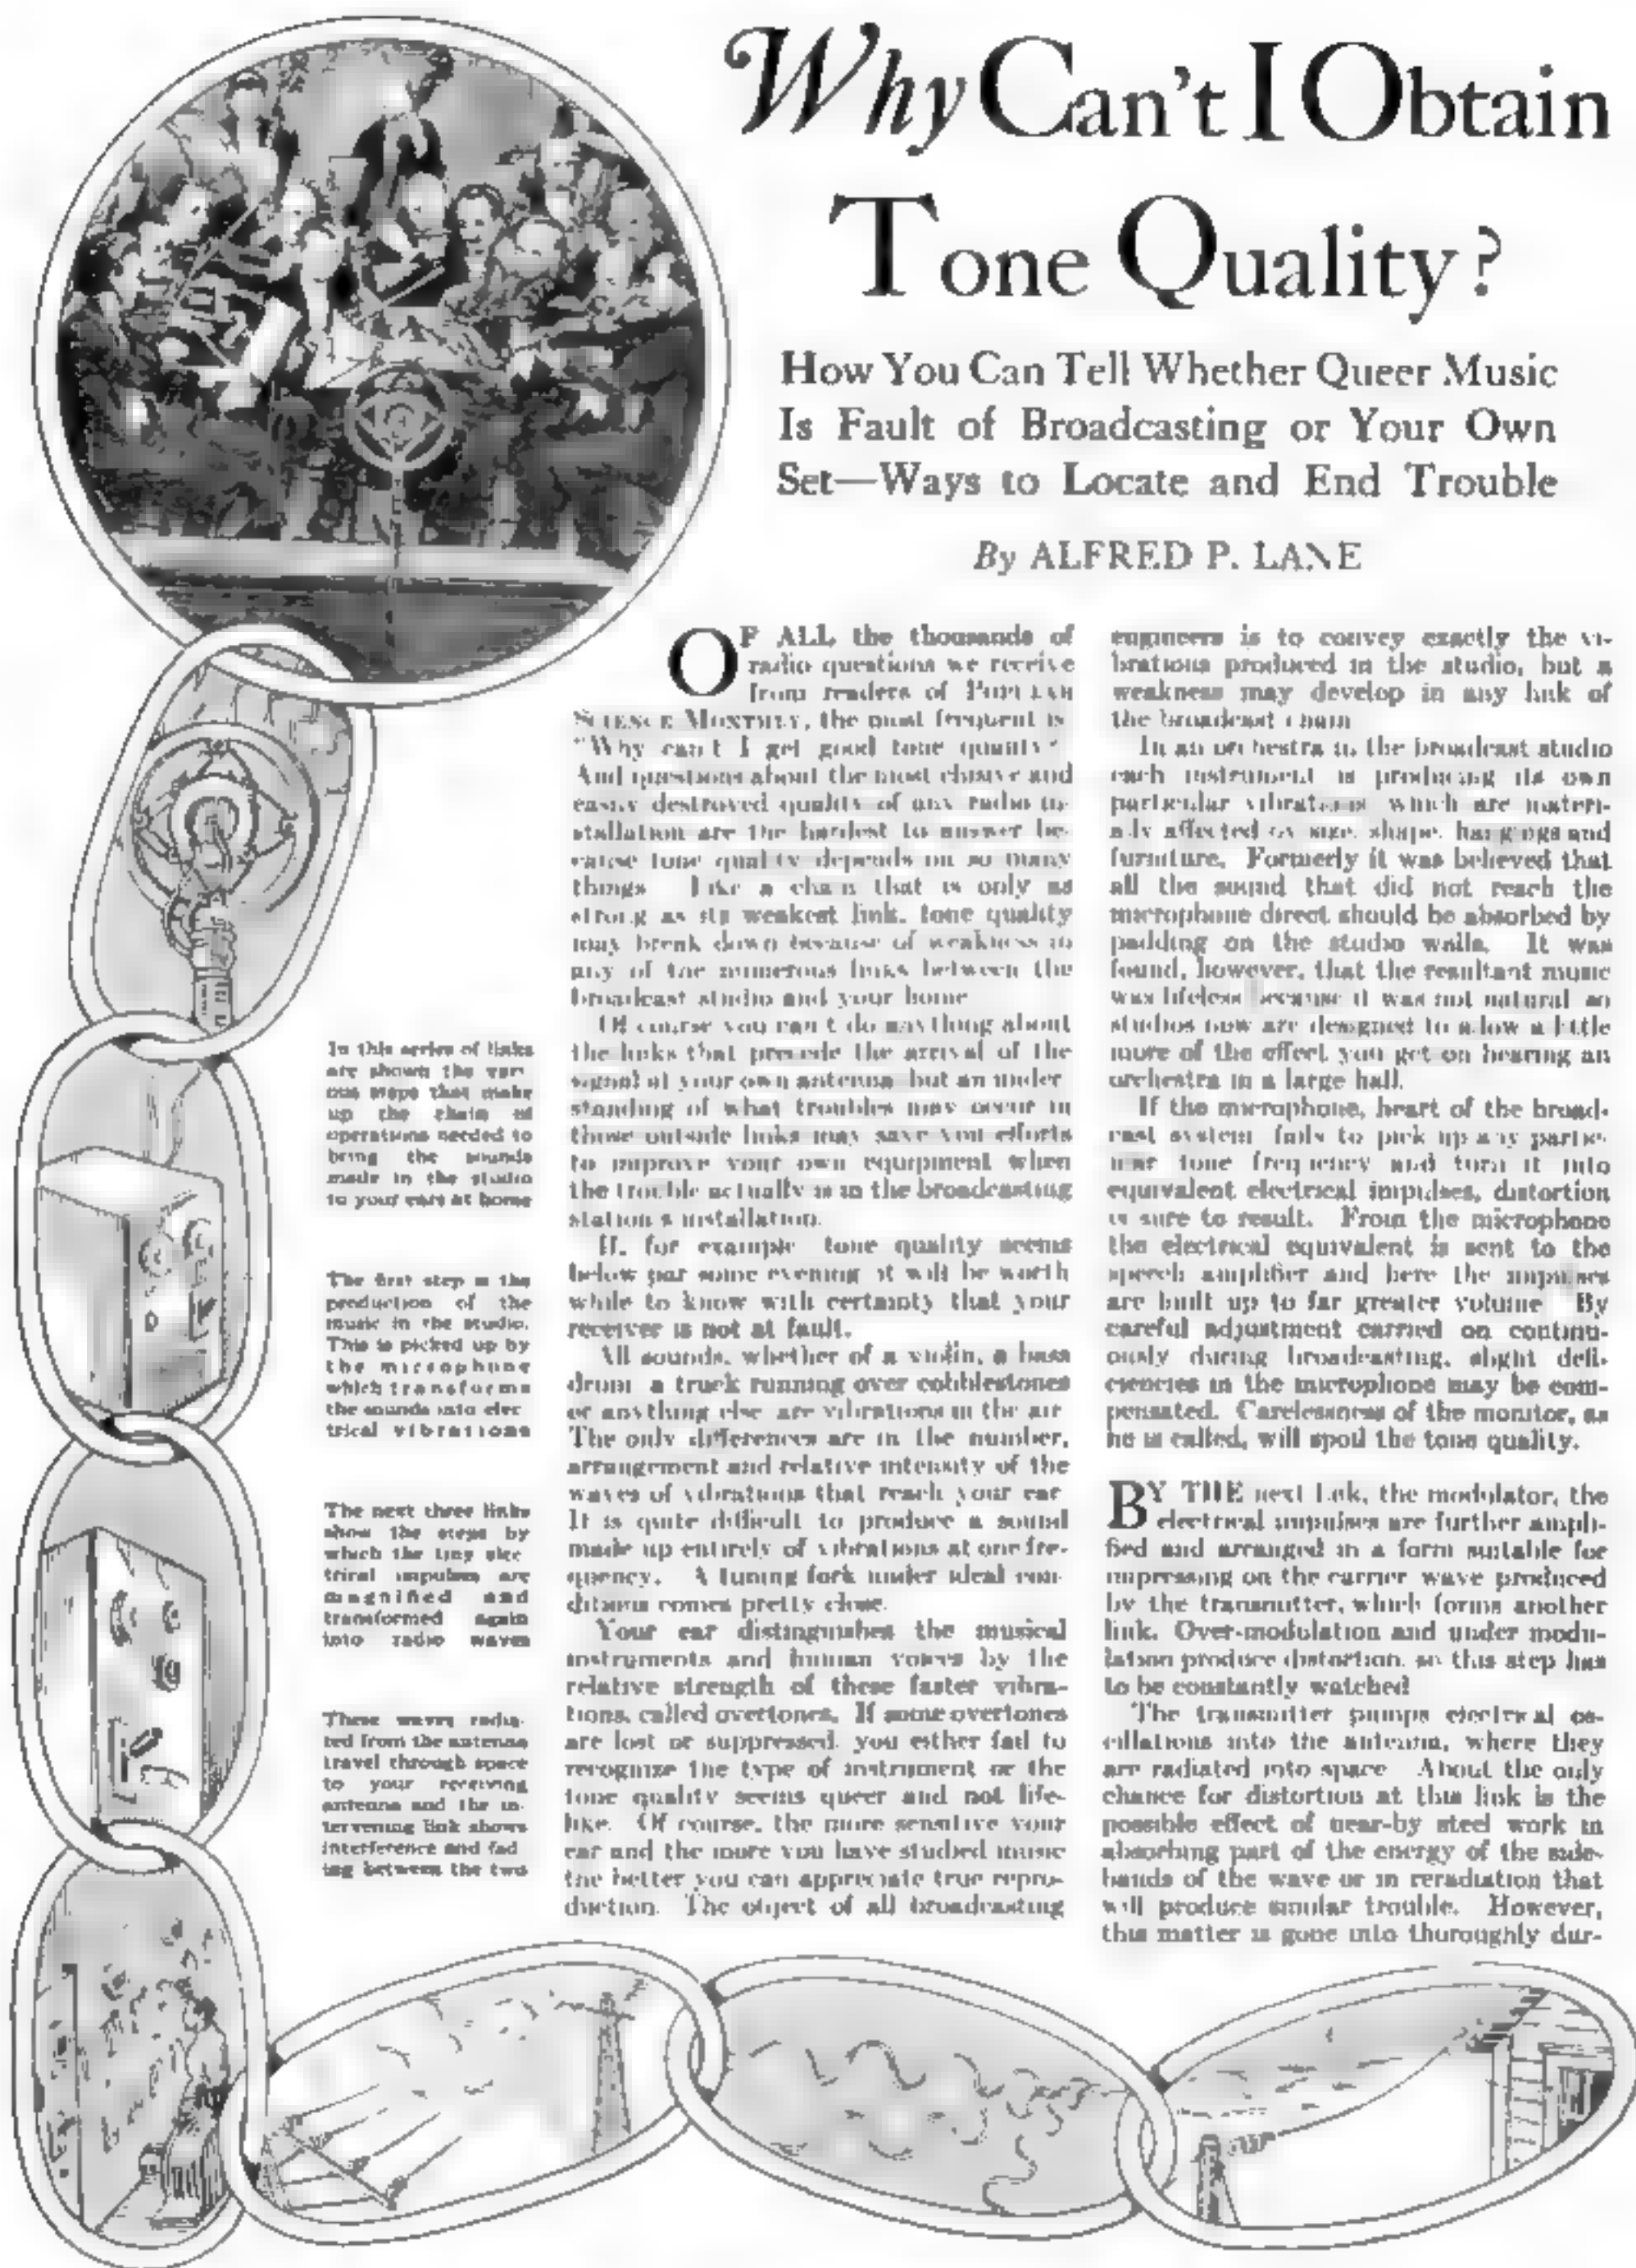 Why Can't I Obtain
Tone Quality?
How You Can Tell Whether Queer Music
Is Fault of Broadcasting or Your Own
Set—Ways to Locate and End Trouble
By ALFRED P. LANE
In this series of links
are shown the vari-
ous steps that make
up the chain of
operations needed to
bring the sounds
made in the studio
to your ears at home
The first step is the
production of the
music in the studio.
This is picked up by
the microphone
which transforms
the sounds into elec-
trical vibrations
The next three links
show the steps by
which the tiny elec-
trical impulses are
magnified and
transformed again
into radio waves
These waves radia-
ted from the antenna
travel through space
to your receiving
antenna and the in-
tervening link shows
interference and fad-
ing between the two
OF ALL the thousands of
radio questions we receive
from readers of POPULAR
SCIENCE MONTHLY, the most frequent is
"Why can't I get good tone quality"
And questions about the most elusive and
easily destroyed quality of any radio in-
stallation are the hardest to answer be-
cause tone quality depends on so many
things Like a chain that is only as
strong as its weakest link, tone quality
may break down because of weakness in
any of the numerous links between the
broadcast studio and your home
Of course you can't do anything about
the links that precede the arrival of the
signal at your own antenna but an under-
standing of what troubles may occur in
those outside links may save you efforts
to improve your own equipment when
the trouble actually is in the broadcasting
station's installation.
If, for example tone quality seems
below par some evening it will be worth
while to know with certainty that your
receiver is not at fault.
All sounds, whether of a violin, a bass
drum a truck running over cobblestones
or anything else are vibrations in the air
The only differences are in the number,
arrangement and relative intensity of the
waves of vibrations that reach your ear
It is quite difficult to produce a sound
made up entirely of vibrations at one fre-
quency. A tuning fork under ideal con-
ditions comes pretty close.
Your ear distinguishes the musical
instruments and human voices by the
relative strength of these faster vibra-
tions, called overtones. If some overtones
are lost or suppressed, you either fail to
recognize the type of instrument or the
tone quality seems queer and not life-
like. Of course, the more sensitive your
ear and the more you have studied music
the better you can appreciate true repro-
duction. The object of all broadcasting
engineers is to convey exactly the vi-
brations produced in the studio, but a
weakness may develop in any link of
the broadcast chain
In an orchestra in the broadcast studio
each instrument is producing its own
particular vibrations which are materi-
ally affected by size, shape, hangings and
furniture. Formerly it was believed that
all the sound that did not reach the
microphone direct should be absorbed by
padding on the studio walls. It was
found, however, that the resultant music
was lifeless because it was not natural so
studios now are designed to allow a little
more of the effect you get on hearing an
orchestra in a large hall.
If the microphone, heart of the broad-
cast system fails to pick up any partic-
ular tone frequency and turn it into
equivalent electrical impulses, distortion
is sure to result. From the microphone
the electrical equivalent is sent to the
speech amplifier and here the impulses
are built up to far greater volume By
careful adjustment carried on continu-
ously during broadcasting, slight defi-
ciencies in the microphone may be com-
pensated. Carelessness of the monitor, as
he is called, will spoil the tone quality.
BY THE next link, the modulator, the
electrical impulses are further ampli-
fied and arranged in a form suitable for
impressing on the carrier wave produced
by the transmitter, which forms another
link. Over-modulation and under modu-
lation produce distortion, so this step has
to be constantly watched
The transmitter pumps electrical os-
cillations into the antenna, where they
are radiated into space About the only
chance for distortion at this link is the
possible effect of near-by steel work in
absorbing part of the energy of the side-
bands of the wave or in reradiation that
will produce similar trouble. However,
this matter is gone into thoroughly dur-